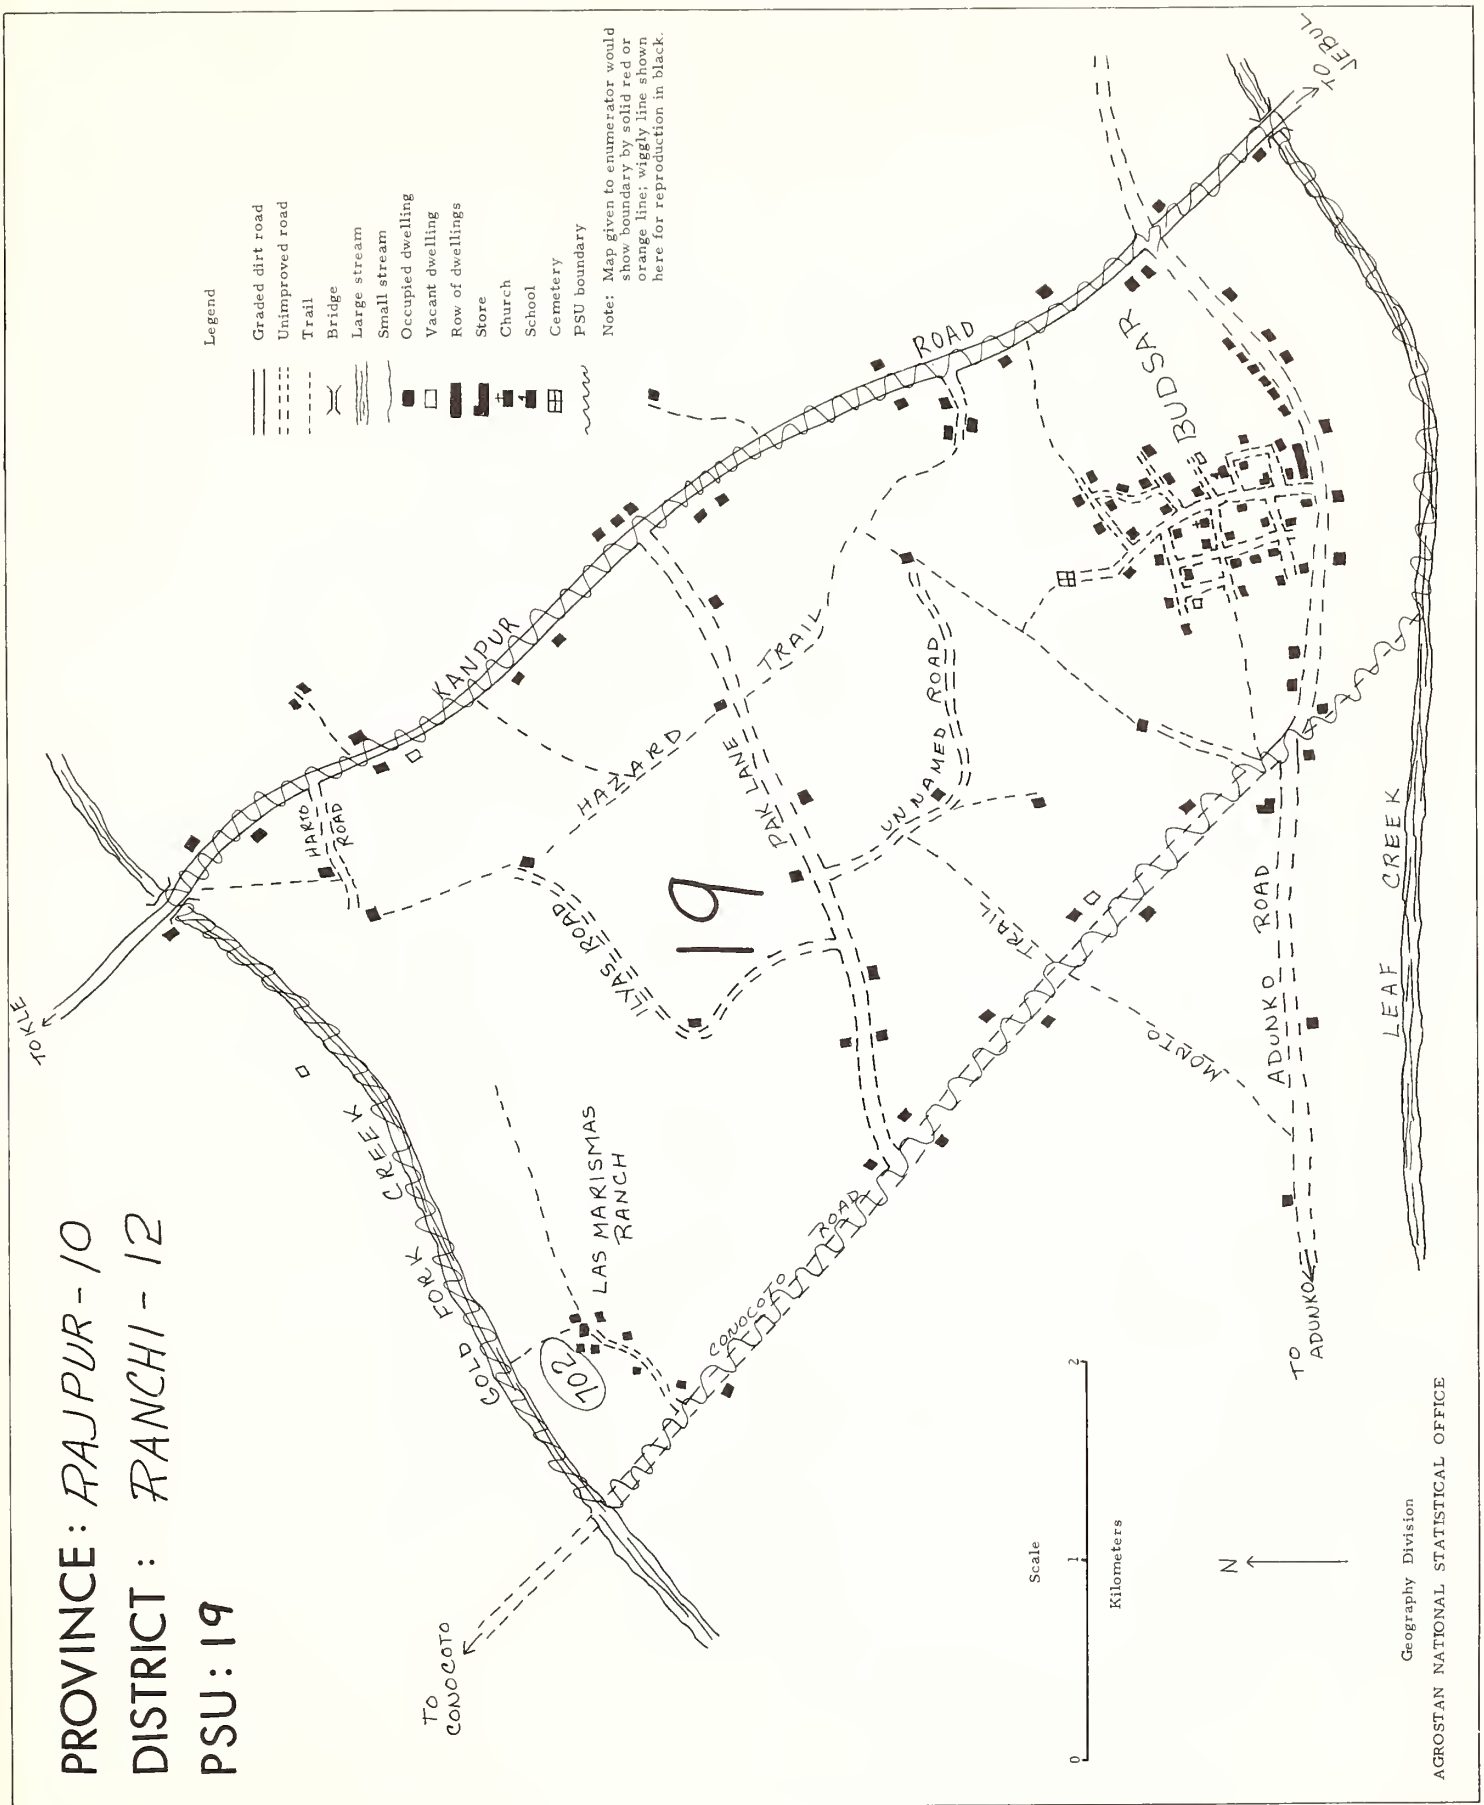 PROVINCE: RAJPUR-10
DISTRICT: RANCHI-12
PSU: 19
Legend
Graded dirt road
Unimproved road
Trail
Bridge
Large stream
Small stream
Occupied dwelling
Vacant dwelling
Row of dwellings
Store
Church
School
Cemetery
PSU boundary
Note: Map given to enumerator would
show boundary by solid red or
orange line; wiggly line shown
here for reproduction in black.
TO KLE
TO JEBUL
KANPUR
ROAD
HARTO
ROAD
HAZARD
TRAIL
ILYAS ROAD
19
PAK LANE
UNNAMED ROAD
BUDSAR
GOLD FORK CREEK
LAS MARISMAS
RANCH
102
CONOCOTO
ROAD
MONTO
TRAIL
ADUNKO ROAD
LEAF CREEK
TO
CONOCOTO
TO
ADUNKO
Scale
0 1 2
Kilometers
N
Geography Division
AGROSTAN NATIONAL STATISTICAL OFFICE